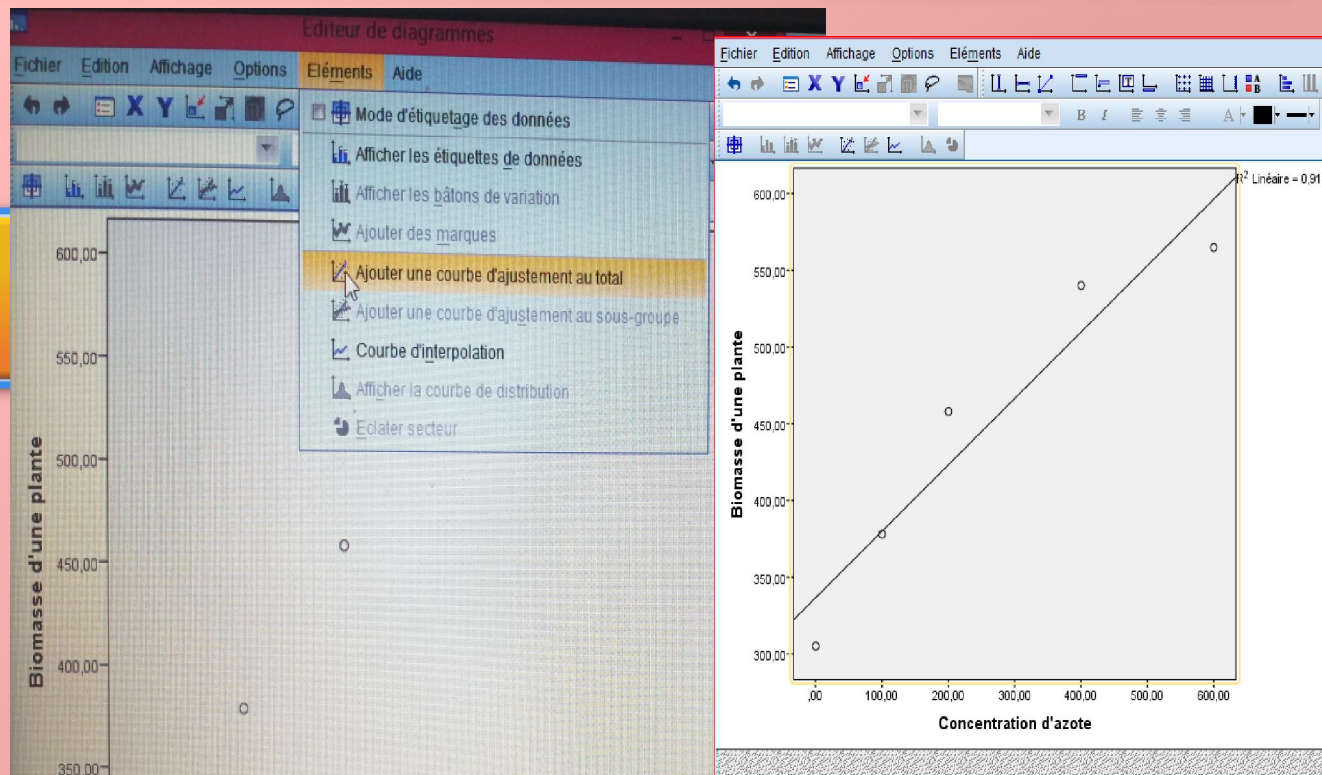 Editeur de diagrammes
Fichier Edition Affichage Options Eléments Aide
Mode d'étiquetage des données
Afficher les étiquettes de données
Afficher les bâtons de variation
Ajouter des marques
Ajouter une courbe d'ajustement au total
Ajouter une courbe d'ajustement au sous-groupe
Courbe d'interpolation
Afficher la courbe de distribution
Eclater secteur
600,00
550,00
500,00
450,00
400,00
350,00
Biomasse d'une plante
Fichier Edition Affichage Options Eléments Aide
X Y
B I A
R² Linéaire = 0,91
600,00
550,00
500,00
450,00
400,00
350,00
300,00
Biomasse d'une plante
,00 100,00 200,00 300,00 400,00 500,00 600,00
Concentration d'azote